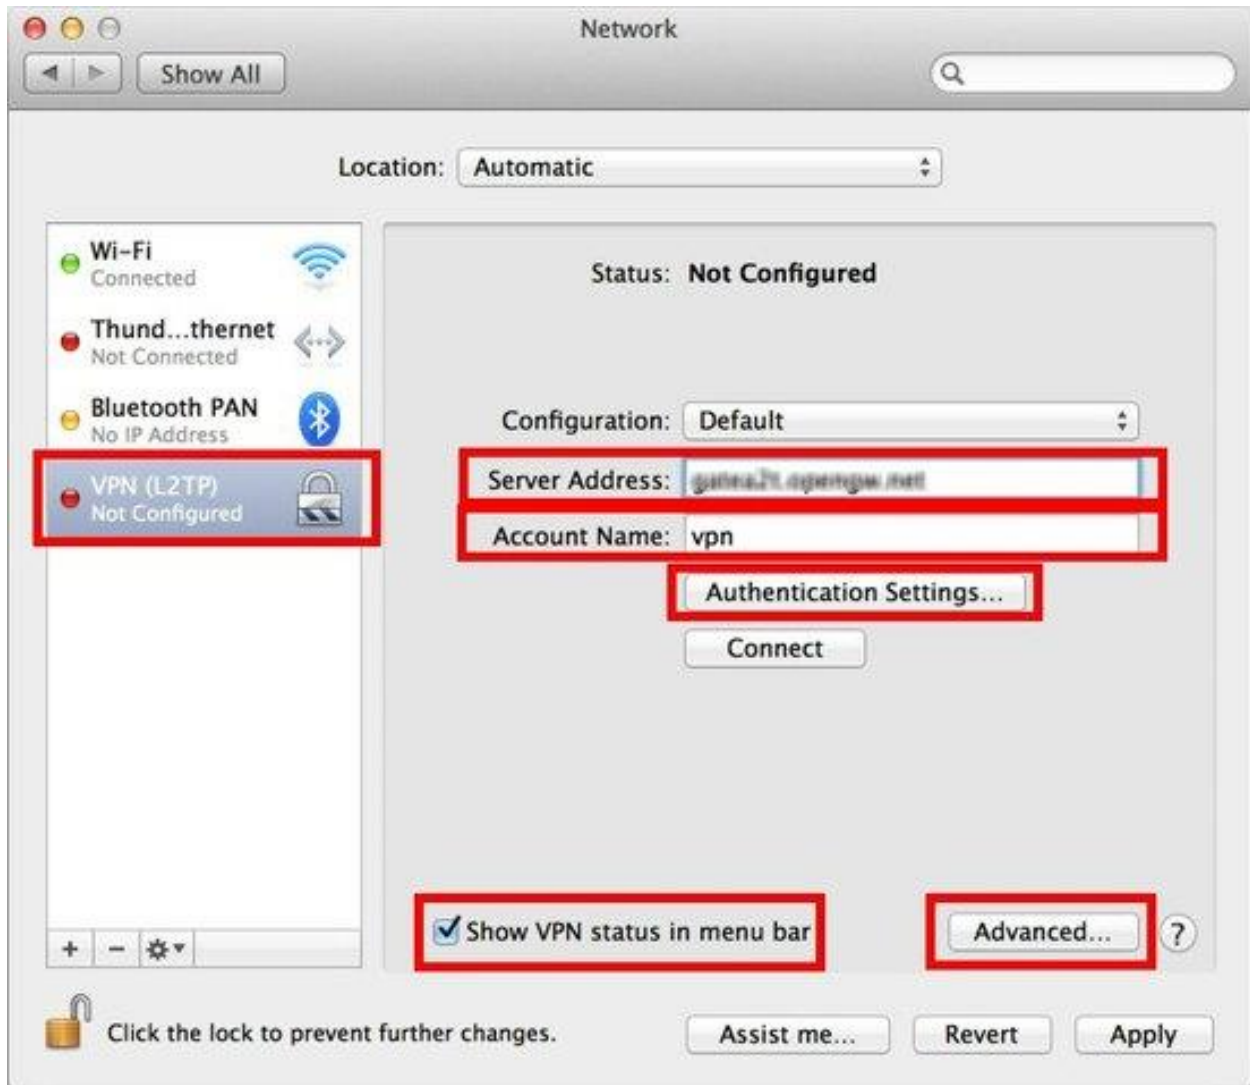 Network
Show All
Location: Automatic
Wi-Fi
Connected
Thund...thernet
Not Connected
Bluetooth PAN
No IP Address
VPN (L2TP)
Not Configured
Status: Not Configured
Configuration: Default
Server Address:
Account Name: vpn
Authentication Settings...
Connect
Show VPN status in menu bar
Advanced...
?
Click the lock to prevent further changes.
Assist me...
Revert
Apply